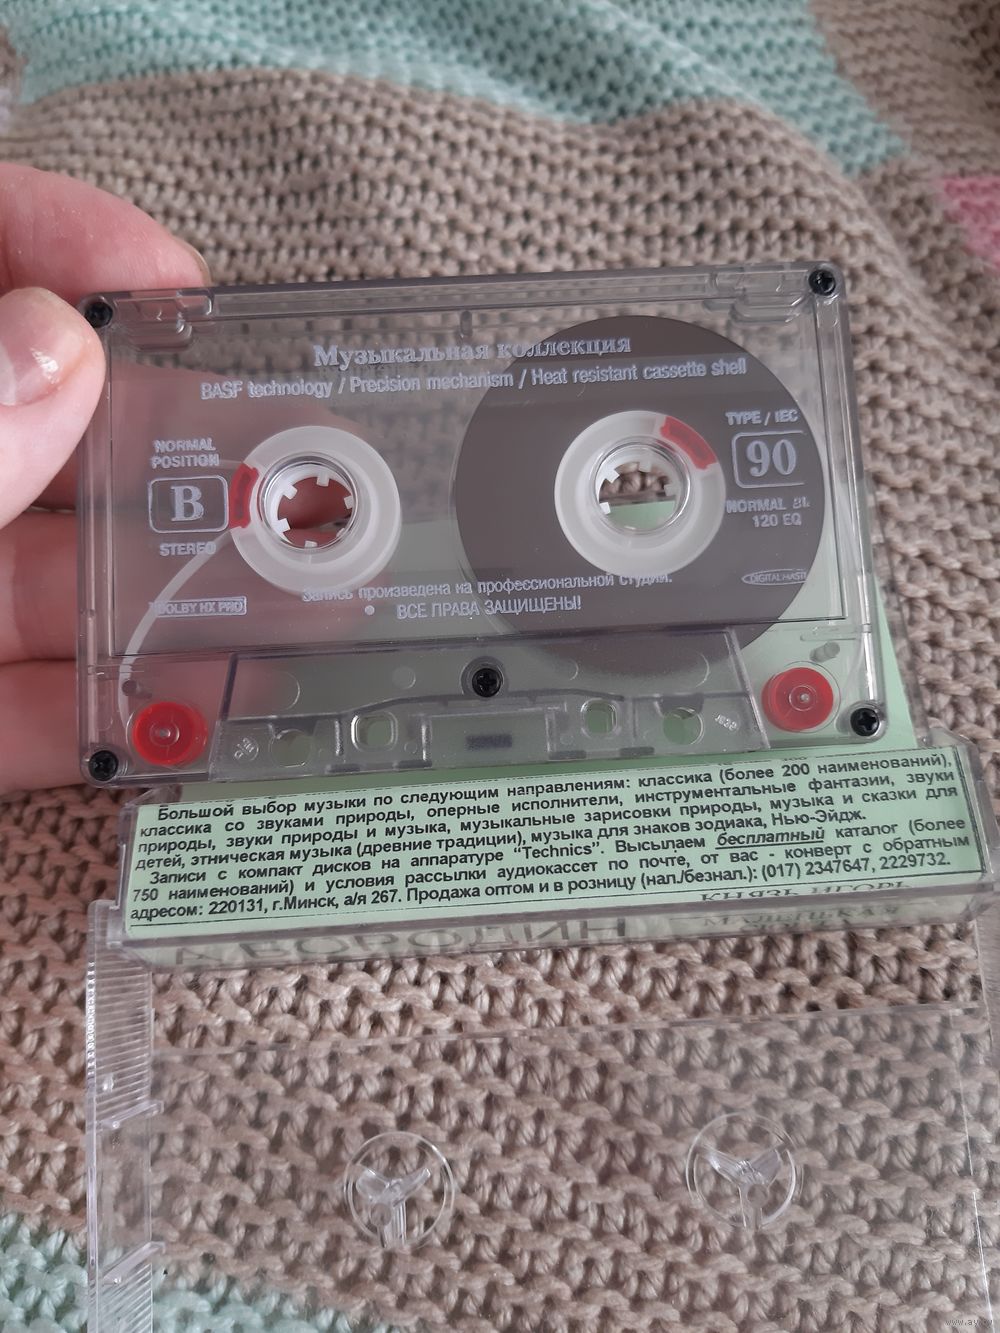 Музыкальная коллекция
BASF technology / Precision mechanism / Heat resistant cassette shell
NORMAL
POSITION
B
STEREO
DOLBY HX PRO
TYPE / IEC
90
NORMAL
120 EQ
DIGITAL
Запись произведена на профессиональной студии.
• ВСЕ ПРАВА ЗАЩИЩЕНЫ!
Большой выбор музыки по следующим направлениям: классика (более 200 наименований),
классика со звуками природы, оперные исполнители, инструментальные фантазии, звуки
природы, звуки природы и музыка, музыкальные зарисовки природы, музыка и сказки для
детей, этническая музыка (древние традиции), музыка для знаков зодиака, Нью-Эйдж.
Записи с компакт дисков на аппаратуре "Technics". Высылаем бесплатный каталог (более
750 наименований) и условия рассылки аудиокассет по почте, от вас - конверт с обратным
адресом: 220131, г.Минск, а/я 267. Продажа оптом и в розницу (нал./безнал.): (017) 2347647, 2229732.
КНЯЗЬ ИГОРЬ
А БОРОДИН